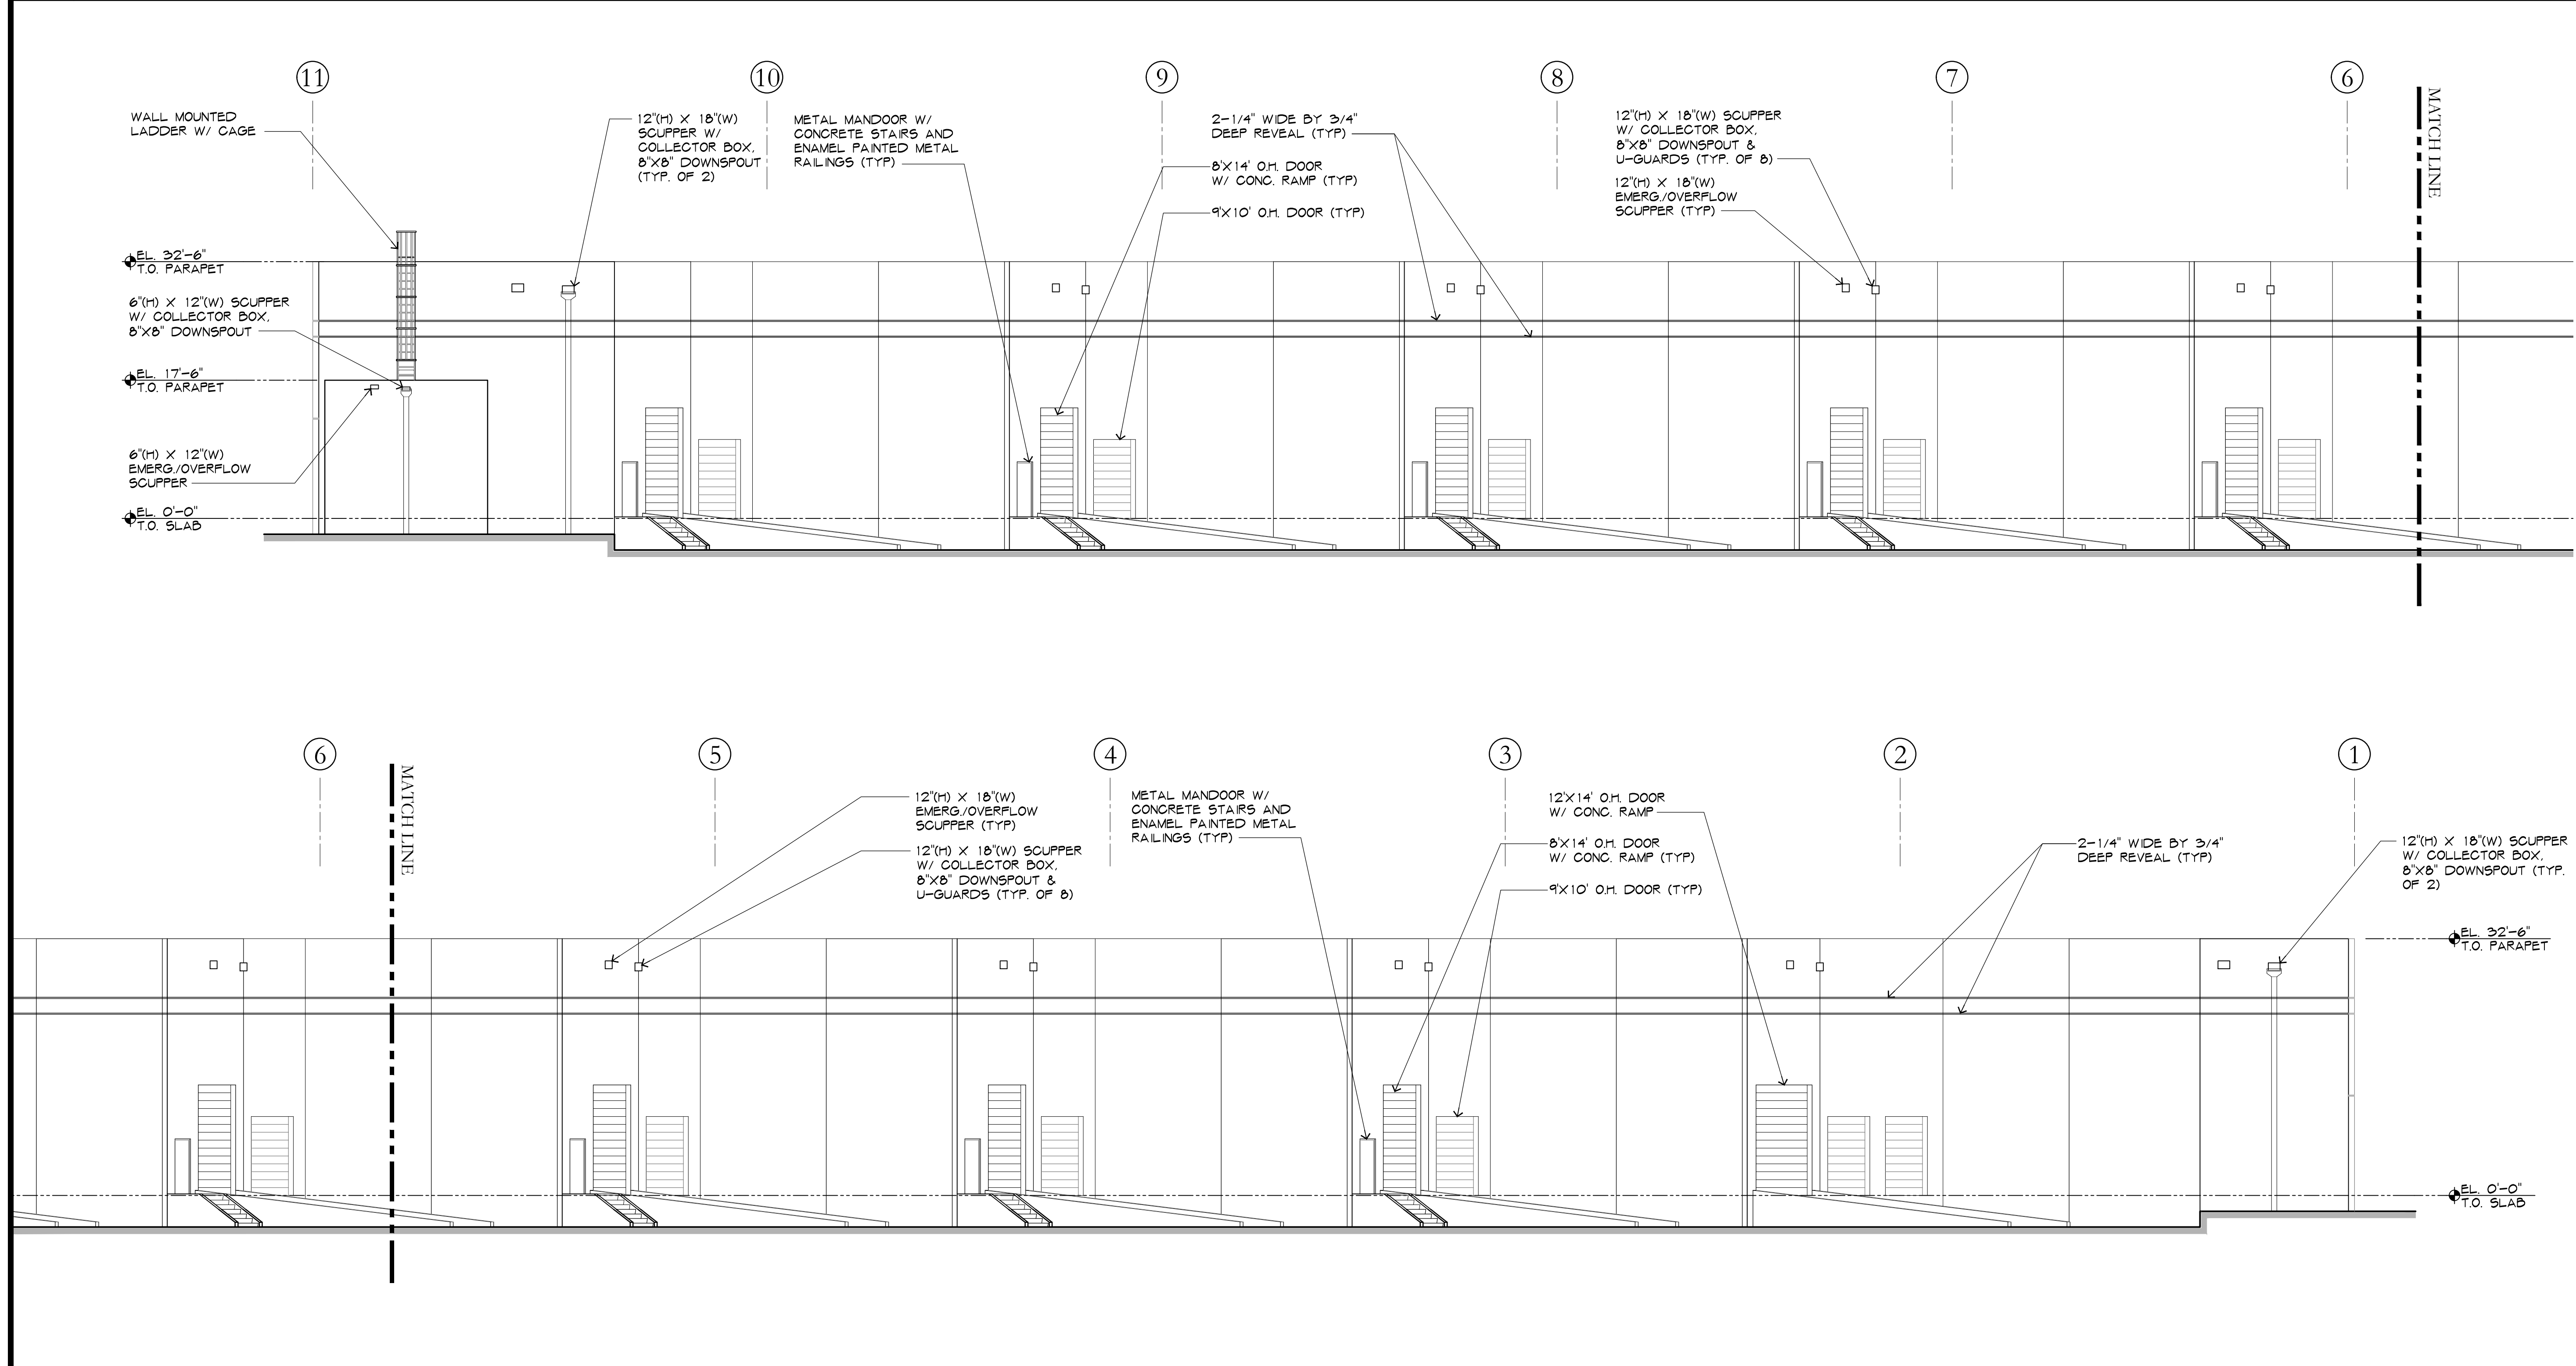 11
10
9
8
7
6
WALL MOUNTED
LADDER W/ CAGE
12"(H) X 18"(W)
SCUPPER W/
COLLECTOR BOX,
8"X8" DOWNSPOUT
(TYP. OF 2)
METAL MANDOOR W/
CONCRETE STAIRS AND
ENAMEL PAINTED METAL
RAILINGS (TYP)
2-1/4" WIDE BY 3/4"
DEEP REVEAL (TYP)
8'X14' O.H. DOOR
W/ CONC. RAMP (TYP)
9'X10' O.H. DOOR (TYP)
12"(H) X 18"(W) SCUPPER
W/ COLLECTOR BOX,
8"X8" DOWNSPOUT &
U-GUARDS (TYP. OF 8)
12"(H) X 18"(W)
EMERG./OVERFLOW
SCUPPER (TYP)
MATCH LINE
EL. 32'-6"
T.O. PARAPET
6"(H) X 12"(W) SCUPPER
W/ COLLECTOR BOX,
8"X8" DOWNSPOUT
EL. 17'-6"
T.O. PARAPET
6"(H) X 12"(W)
EMERG./OVERFLOW
SCUPPER
EL. 0'-0"
T.O. SLAB
6
5
4
3
2
1
MATCH LINE
12"(H) X 18"(W)
EMERG./OVERFLOW
SCUPPER (TYP)
12"(H) X 18"(W) SCUPPER
W/ COLLECTOR BOX,
8"X8" DOWNSPOUT &
U-GUARDS (TYP. OF 8)
METAL MANDOOR W/
CONCRETE STAIRS AND
ENAMEL PAINTED METAL
RAILINGS (TYP)
12'X14' O.H. DOOR
W/ CONC. RAMP
8'X14' O.H. DOOR
W/ CONC. RAMP (TYP)
9'X10' O.H. DOOR (TYP)
2-1/4" WIDE BY 3/4"
DEEP REVEAL (TYP)
12"(H) X 18"(W) SCUPPER
W/ COLLECTOR BOX,
8"X8" DOWNSPOUT (TYP.
OF 2)
EL. 32'-6"
T.O. PARAPET
EL. 0'-0"
T.O. SLAB